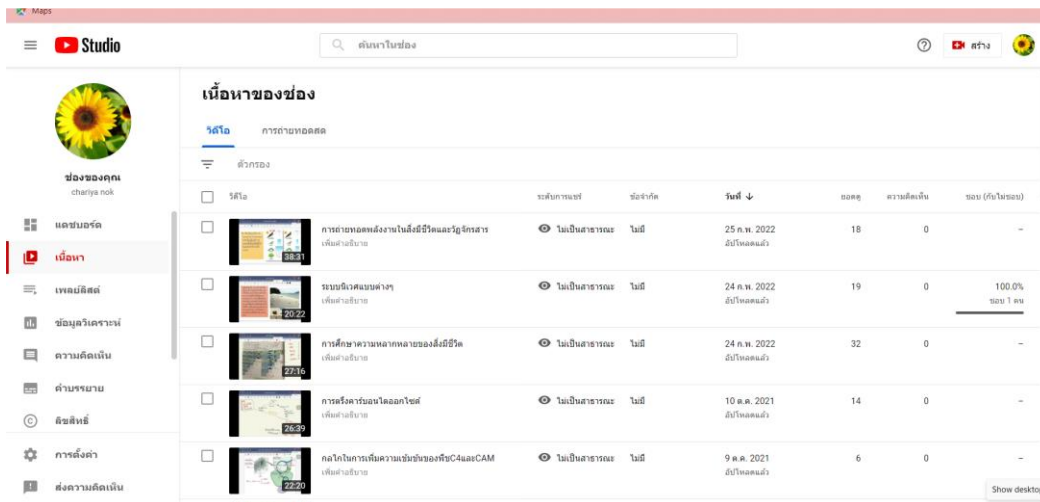 Maps
Studio
ค้นหาในช่อง
สร้าง
ช่องของคุณ
chariya nok
แดชบอร์ด
เนื้อหา
เพลย์ลิสต์
ข้อมูลวิเคราะห์
ความคิดเห็น
คำบรรยาย
ลิขสิทธิ์
การตั้งค่า
ส่งความคิดเห็น
เนื้อหาของช่อง
วิดีโอ การถ่ายทอดสด
ตัวกรอง
วิดีโอ ระดับการแชร์ ข้อจำกัด วันที่ ↓ ยอดดู ความคิดเห็น ชอบ (กับไม่ชอบ)
การถ่ายทอดพลังงานในสิ่งมีชีวิตและวัฎจักรสาร ไม่เป็นสาธารณะ ไม่มี 25 ก.พ. 2022 18 0 –
เพิ่มคำอธิบาย อัปโหลดแล้ว
38:31
ระบบนิเวศแบบต่างๆ ไม่เป็นสาธารณะ ไม่มี 24 ก.พ. 2022 19 0 100.0%
เพิ่มคำอธิบาย อัปโหลดแล้ว ชอบ 1 คน
20:22
การศึกษาความหลากหลายของสิ่งมีชีวิต ไม่เป็นสาธารณะ ไม่มี 24 ก.พ. 2022 32 0 –
เพิ่มคำอธิบาย อัปโหลดแล้ว
27:16
การตรึงคาร์บอนไดออกไซด์ ไม่เป็นสาธารณะ ไม่มี 10 ต.ค. 2021 14 0 –
เพิ่มคำอธิบาย อัปโหลดแล้ว
26:39
กลไกในการเพิ่มความเข้มข้นของพืชC4และCAM ไม่เป็นสาธารณะ ไม่มี 9 ต.ค. 2021 6 0 –
เพิ่มคำอธิบาย อัปโหลดแล้ว
22:20
Show desktop